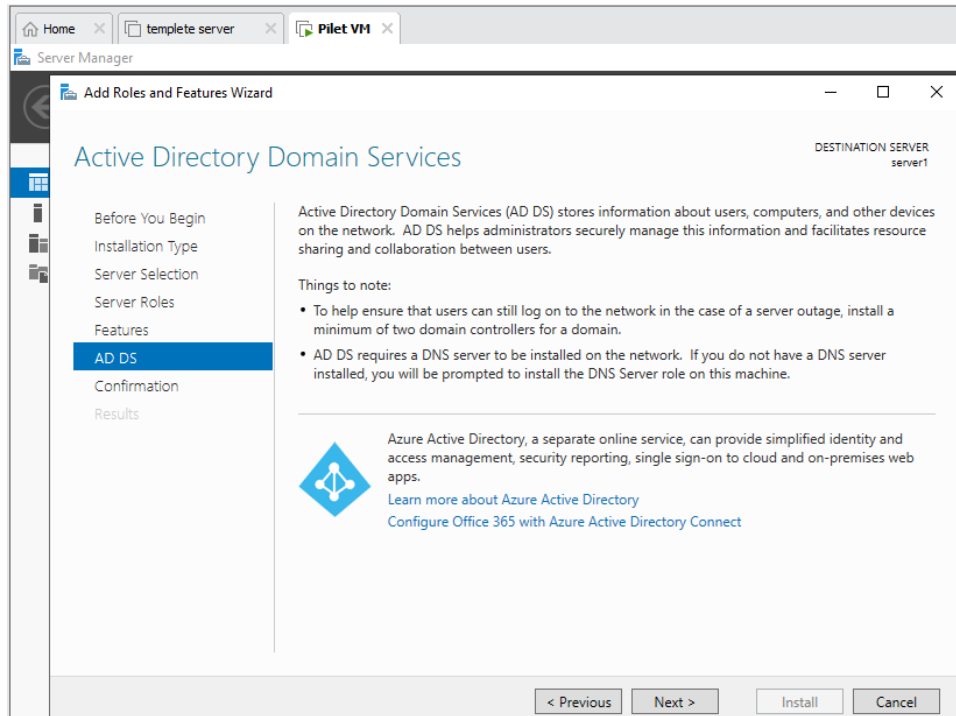 Home
templete server
Pilet VM
Server Manager
Add Roles and Features Wizard
Active Directory Domain Services
DESTINATION SERVER
server1
Before You Begin
Installation Type
Server Selection
Server Roles
Features
AD DS
Confirmation
Results
Active Directory Domain Services (AD DS) stores information about users, computers, and other devices
on the network. AD DS helps administrators securely manage this information and facilitates resource
sharing and collaboration between users.
Things to note:
• To help ensure that users can still log on to the network in the case of a server outage, install a
minimum of two domain controllers for a domain.
• AD DS requires a DNS server to be installed on the network. If you do not have a DNS server
installed, you will be prompted to install the DNS Server role on this machine.
Azure Active Directory, a separate online service, can provide simplified identity and
access management, security reporting, single sign-on to cloud and on-premises web
apps.
Learn more about Azure Active Directory
Configure Office 365 with Azure Active Directory Connect
< Previous
Next >
Install
Cancel